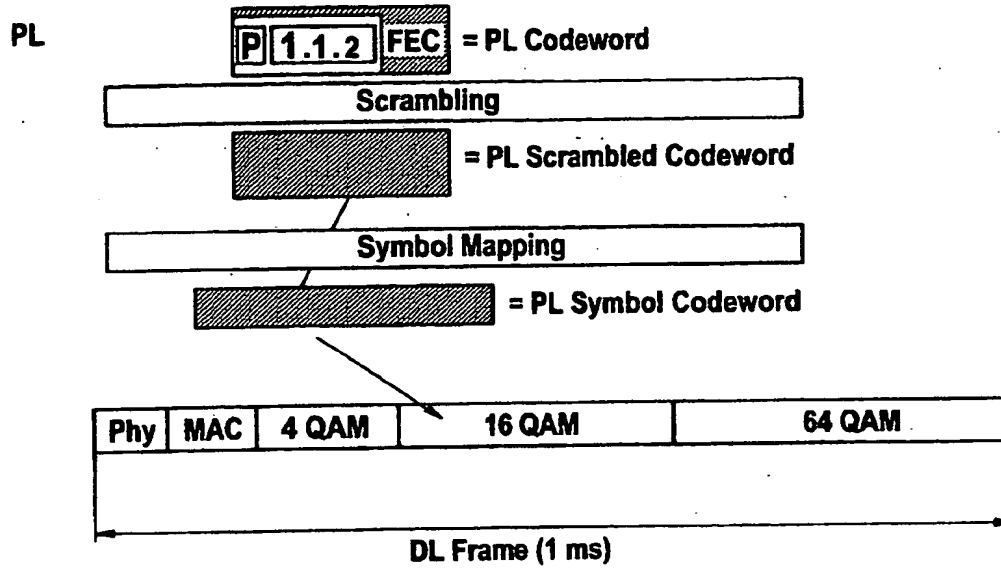 PL
P 1.1.2 FEC = PL Codeword
Scrambling
= PL Scrambled Codeword
Symbol Mapping
= PL Symbol Codeword
Phy MAC 4 QAM 16 QAM 64 QAM
DL Frame (1 ms)